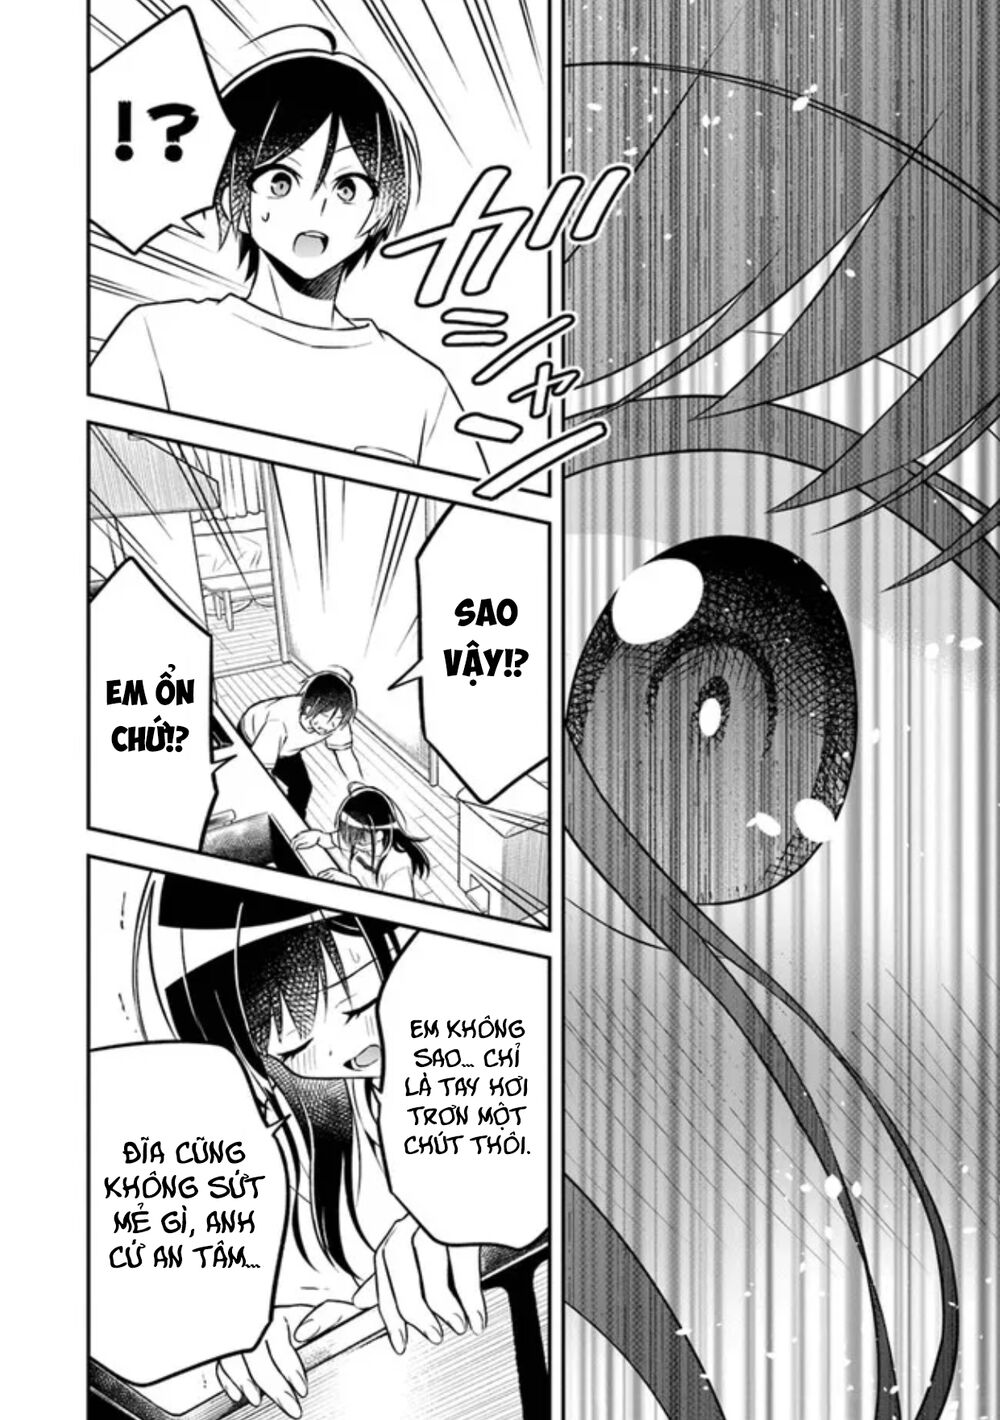 ガシャーン
!?
SAO
VẬY!?
EM ỔN
CHỨ!?
EM KHÔNG
SAO... CHỈ
LÀ TAY HƠI
TRƠN MỘT
CHÚT THÔI.
ĐĨA CŨNG
KHÔNG SỨT
MẺ GÌ, ANH
CỨ AN TÂM...